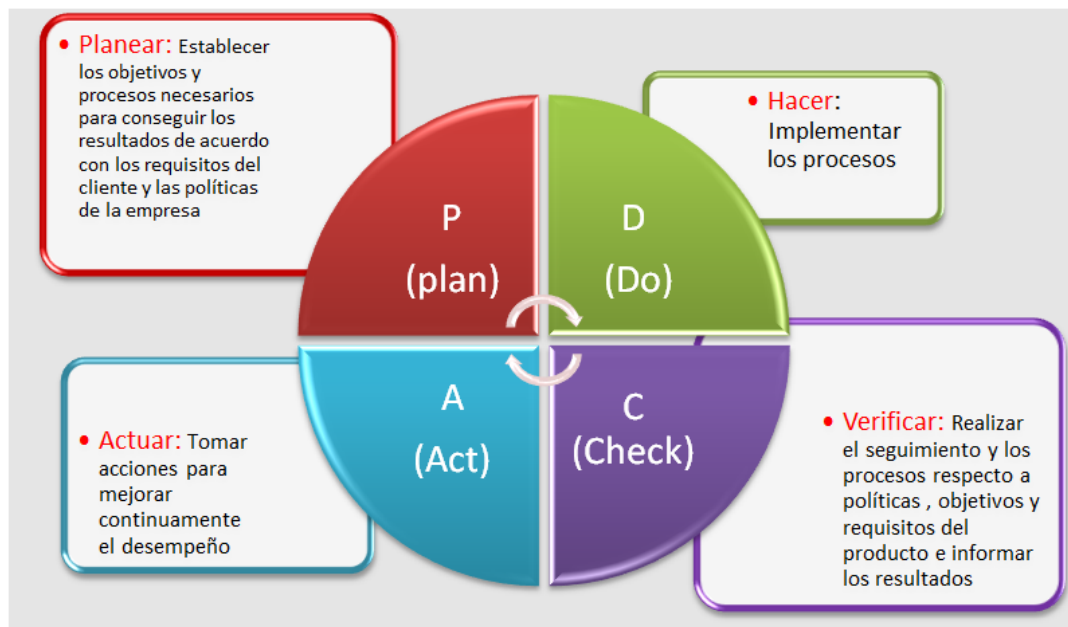 • Planear: Establecer
los objetivos y
procesos necesarios
para conseguir los
resultados de acuerdo
con los requisitos del
cliente y las políticas
de la empresa
• Hacer:
Implementar
los procesos
P
(plan)
D
(Do)
A
(Act)
C
(Check)
• Actuar: Tomar
acciones para
mejorar
continuamente
el desempeño
• Verificar: Realizar
el seguimiento y los
procesos respecto a
políticas , objetivos y
requisitos del
producto e informar
los resultados